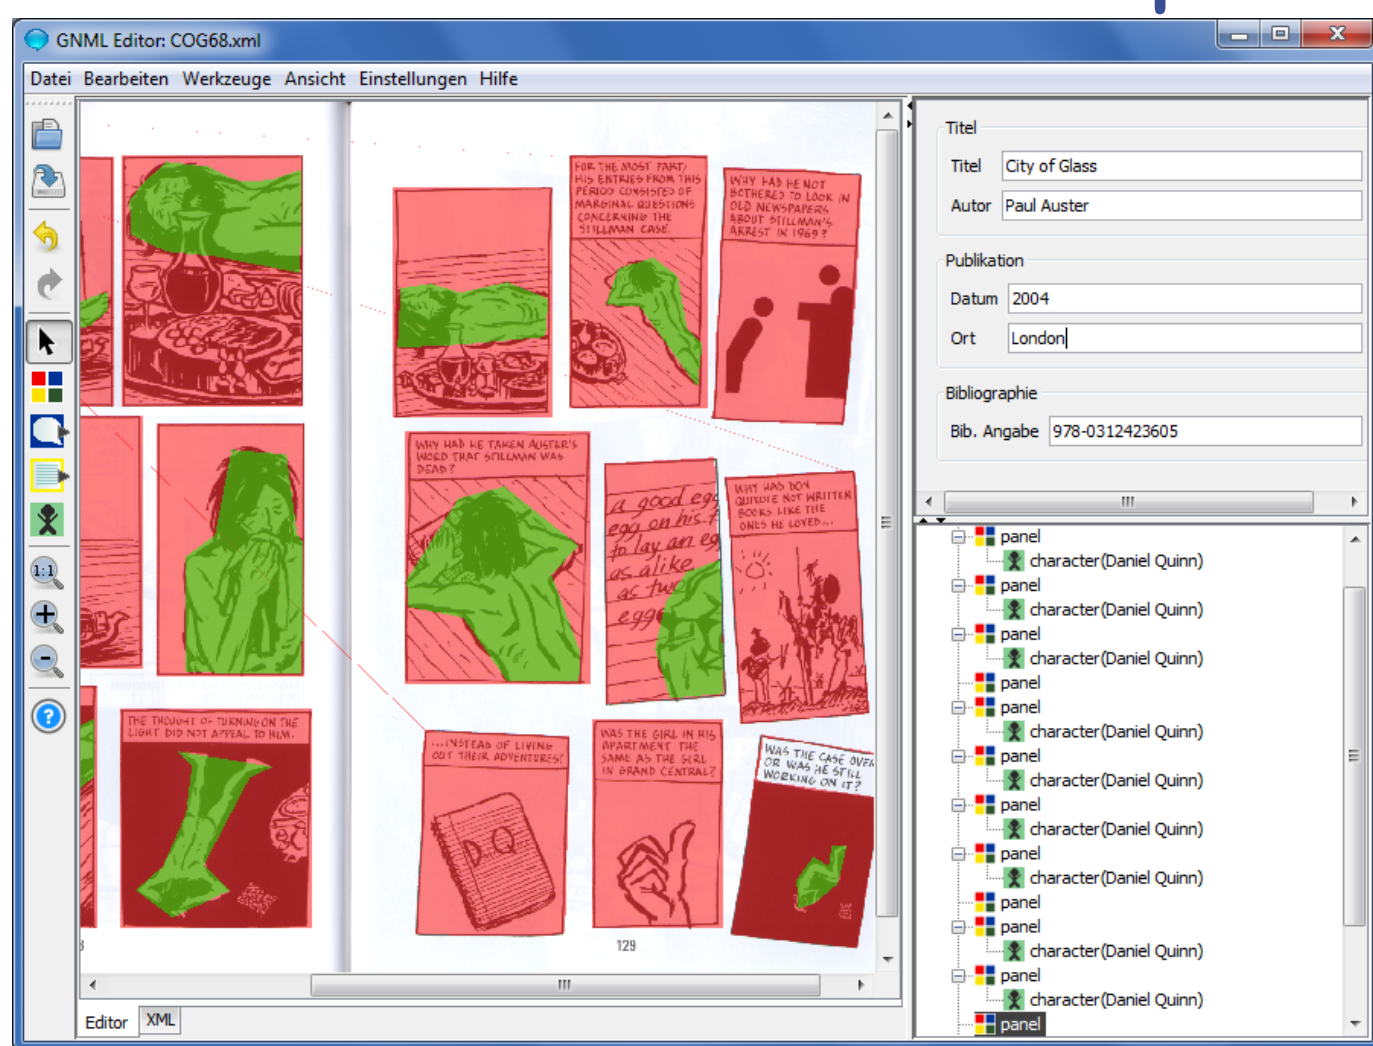 GNML Editor: COG68.xml
Datei Bearbeiten Werkzeuge Ansicht Einstellungen Hilfe
1:1
THE THOUGHT OF TURNING ON THE
LIGHT DID NOT APPEAL TO HIM.
FOR THE MOST PART,
HIS ENTRIES FROM THIS
PERIOD CONSISTED OF
MARGINAL QUESTIONS
CONCERNING THE
STILLMAN CASE.
WHY HAD HE NOT
BOTHERED TO LOOK IN
OLD NEWSPAPERS
ABOUT STILLMAN'S
ARREST IN 1969?
WHY HAD HE TAKEN AUSTER'S
WORD THAT STILLMAN WAS
DEAD?
a good egg
egg on his f
to lay an eg
as alike
as two
eggs
WHY HAD DON
QUIXOTE NOT WRITTEN
BOOKS LIKE THE
ONES HE LOVED...
...INSTEAD OF LIVING
OUT THEIR ADVENTURES?
D.Q.
WAS THE GIRL IN HIS
APARTMENT THE
SAME AS THE GIRL
IN GRAND CENTRAL?
WAS THE CASE OVER
OR WAS HE STILL
WORKING ON IT?
129
Editor XML
Titel
Titel City of Glass
Autor Paul Auster
Publikation
Datum 2004
Ort London
Bibliographie
Bib. Angabe 978-0312423605
panel
character(Daniel Quinn)
panel
character(Daniel Quinn)
panel
character(Daniel Quinn)
panel
panel
character(Daniel Quinn)
panel
character(Daniel Quinn)
panel
character(Daniel Quinn)
panel
character(Daniel Quinn)
panel
panel
character(Daniel Quinn)
panel
character(Daniel Quinn)
panel